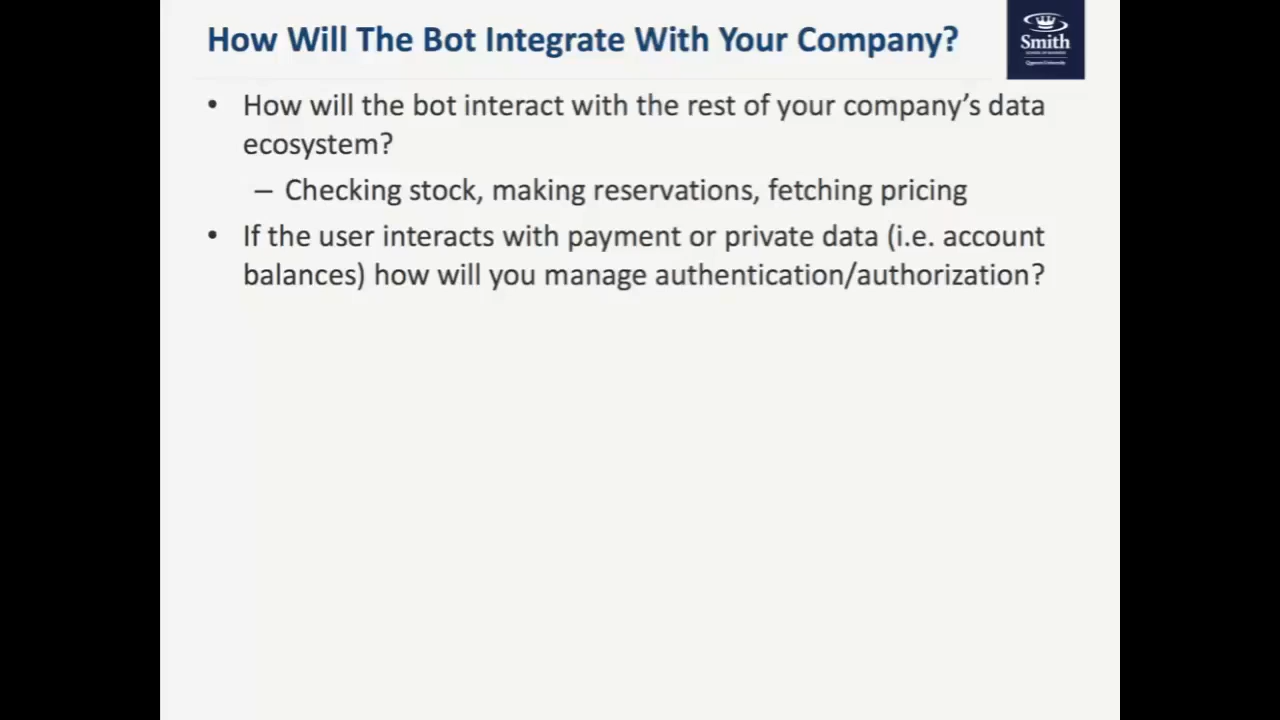 How Will The Bot Integrate With Your Company?
Smith
• How will the bot interact with the rest of your company's data
ecosystem?
– Checking stock, making reservations, fetching pricing
• If the user interacts with payment or private data (i.e. account
balances) how will you manage authentication/authorization?